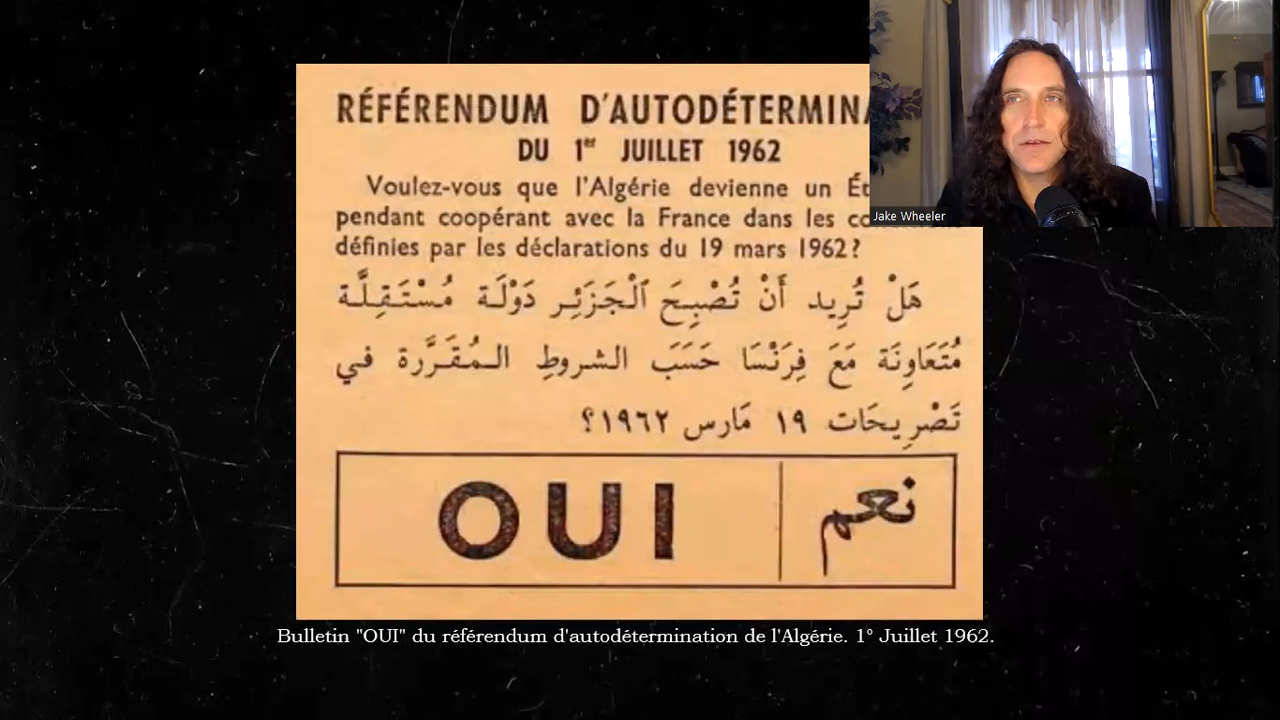 RÉFÉRENDUM D'AUTODÉTERMINA
DU 1er JUILLET 1962
Voulez-vous que l'Algérie devienne un Ét
pendant coopérant avec la France dans les co
définies par les déclarations du 19 mars 1962?
هَلْ تُرِيد أَنْ تُصْبِحَ ٱلْجَزَئِر دَوْلَة مُسْتَقِلَّة
مُتَعَاوِنَة مَعَ فِرَنْسَا حَسَبَ الشروطِ المُقَرَّرة في
تَصْرِيحَات ١٩ مَارس ١٩٦٢؟
OUI نعم
Bulletin "OUI" du référendum d'autodétermination de l'Algérie. 1° Juillet 1962.
Jake Wheeler